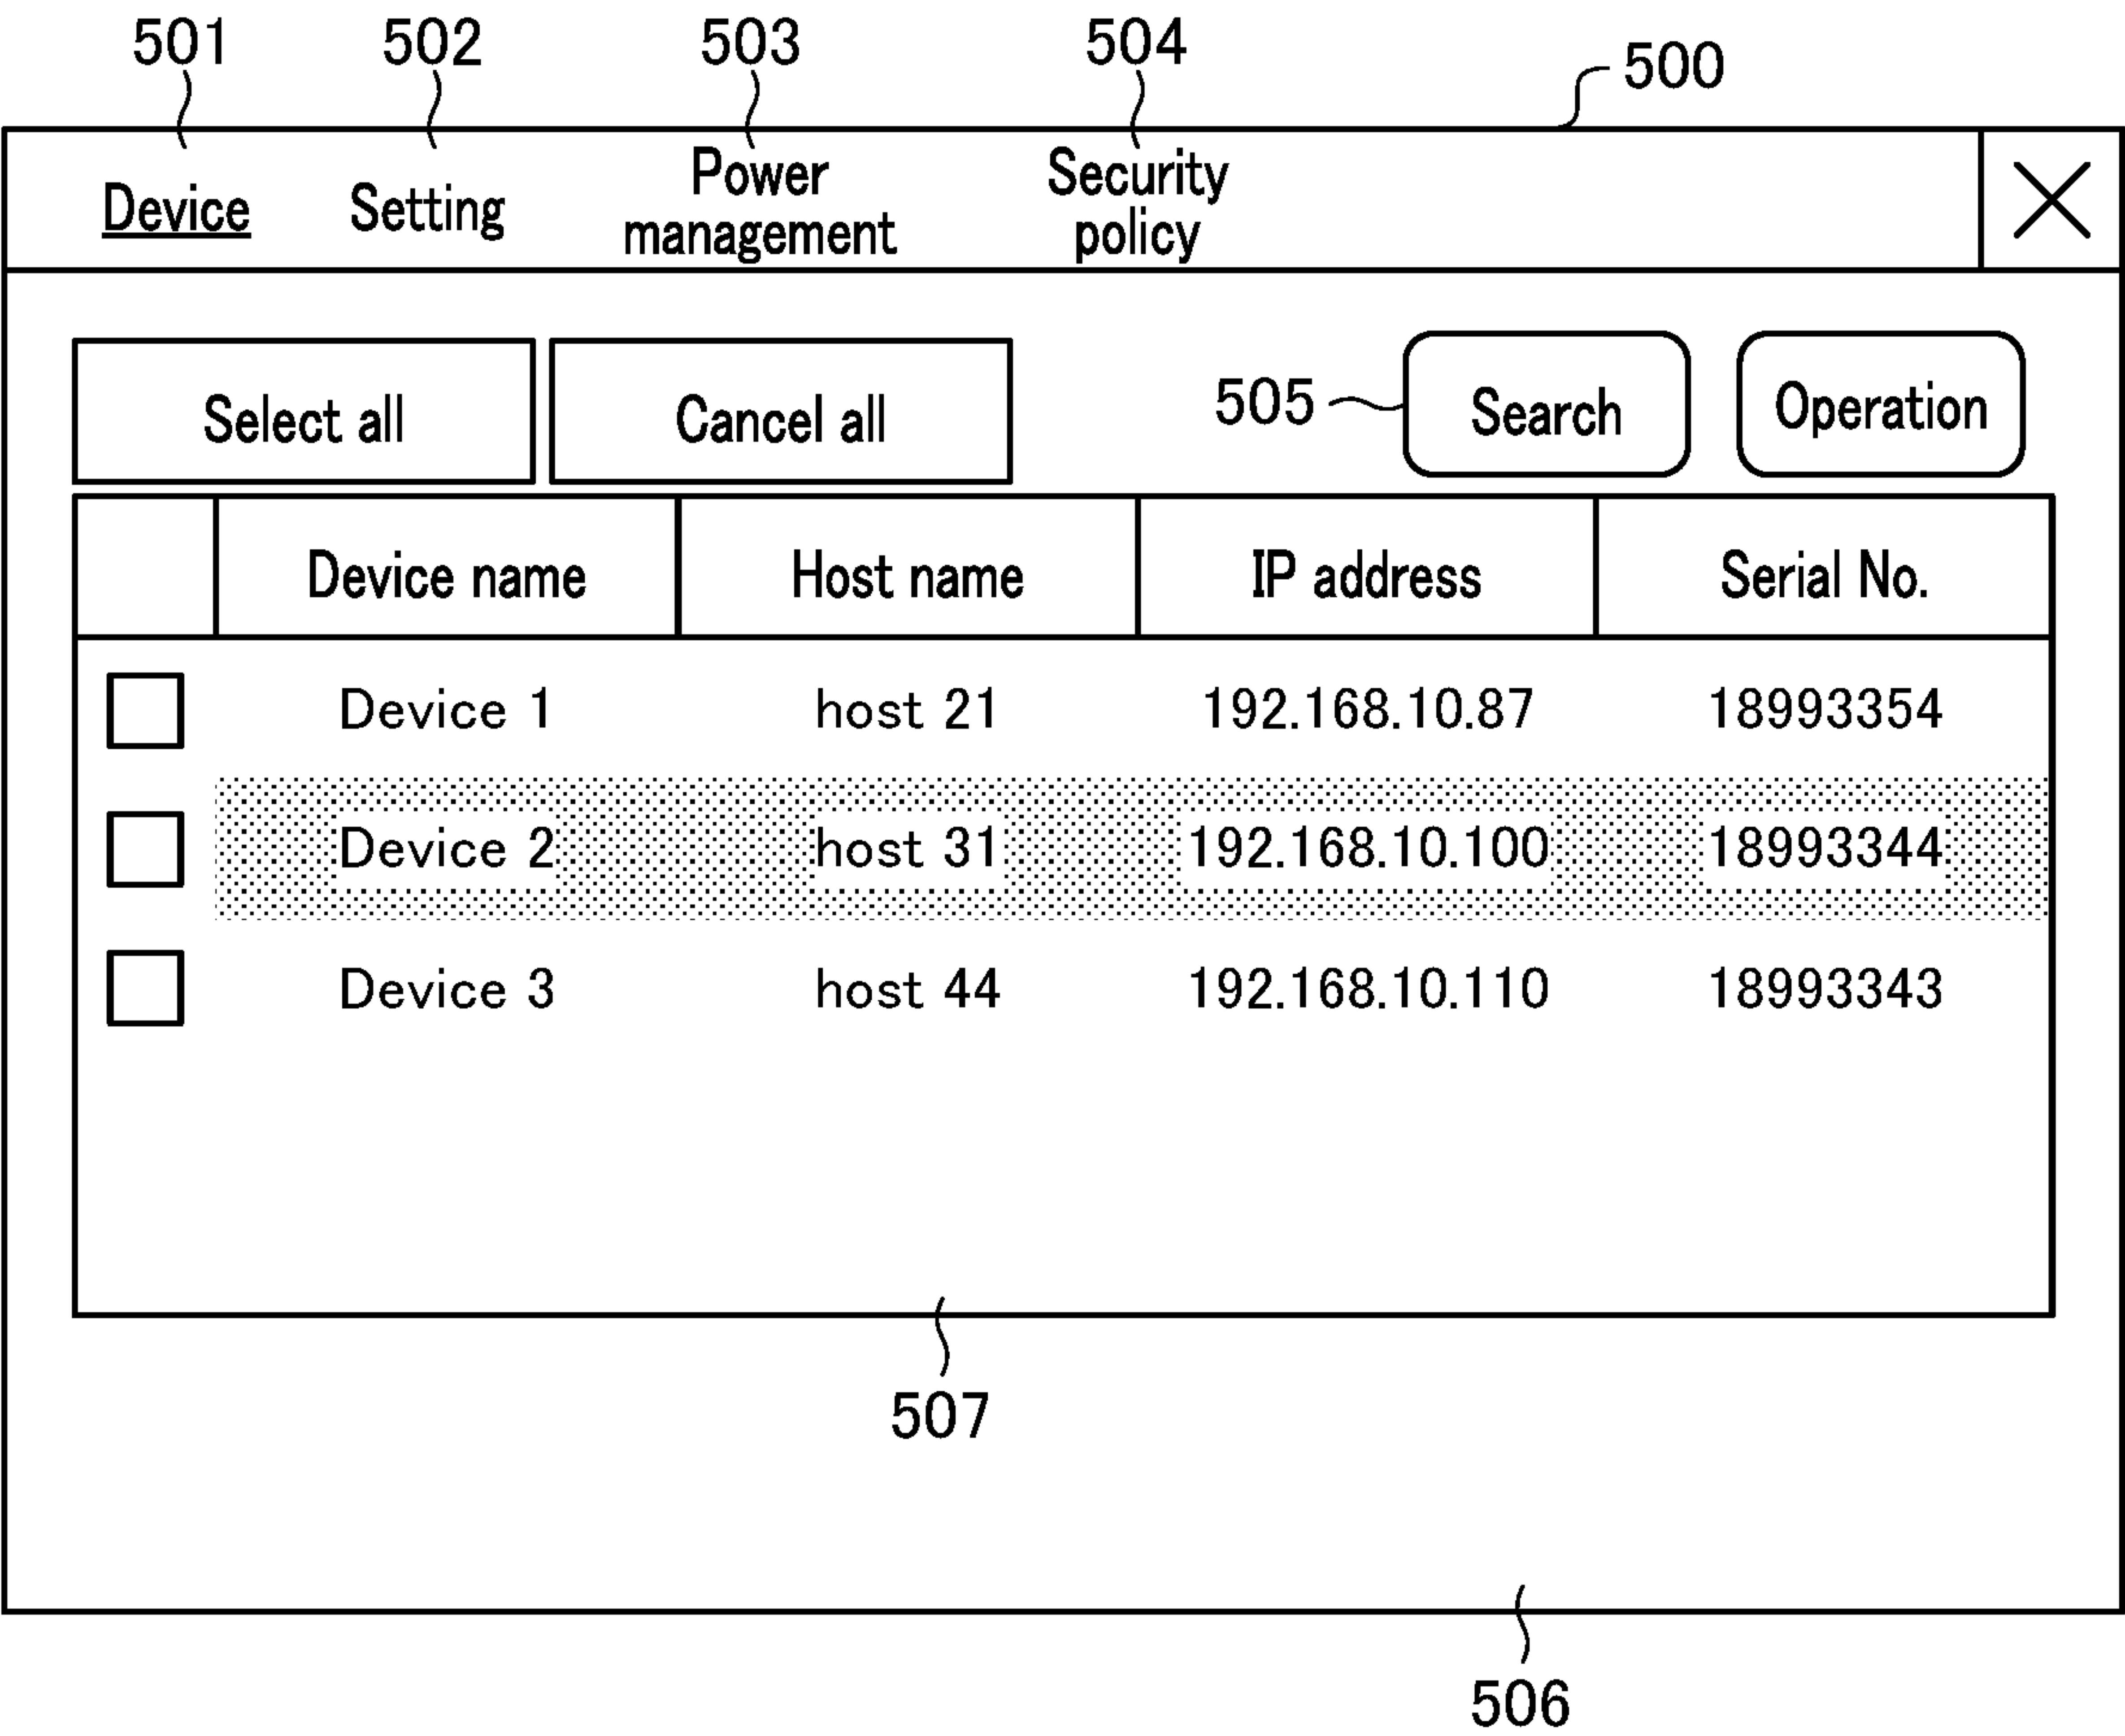 501 502 503 504 500
Device Setting Power management Security policy
Select all Cancel all 505 Search Operation
Device name Host name IP address Serial No.
Device 1 host 21 192.168.10.87 18993354
Device 2 host 31 192.168.10.100 18993344
Device 3 host 44 192.168.10.110 18993343
507
506